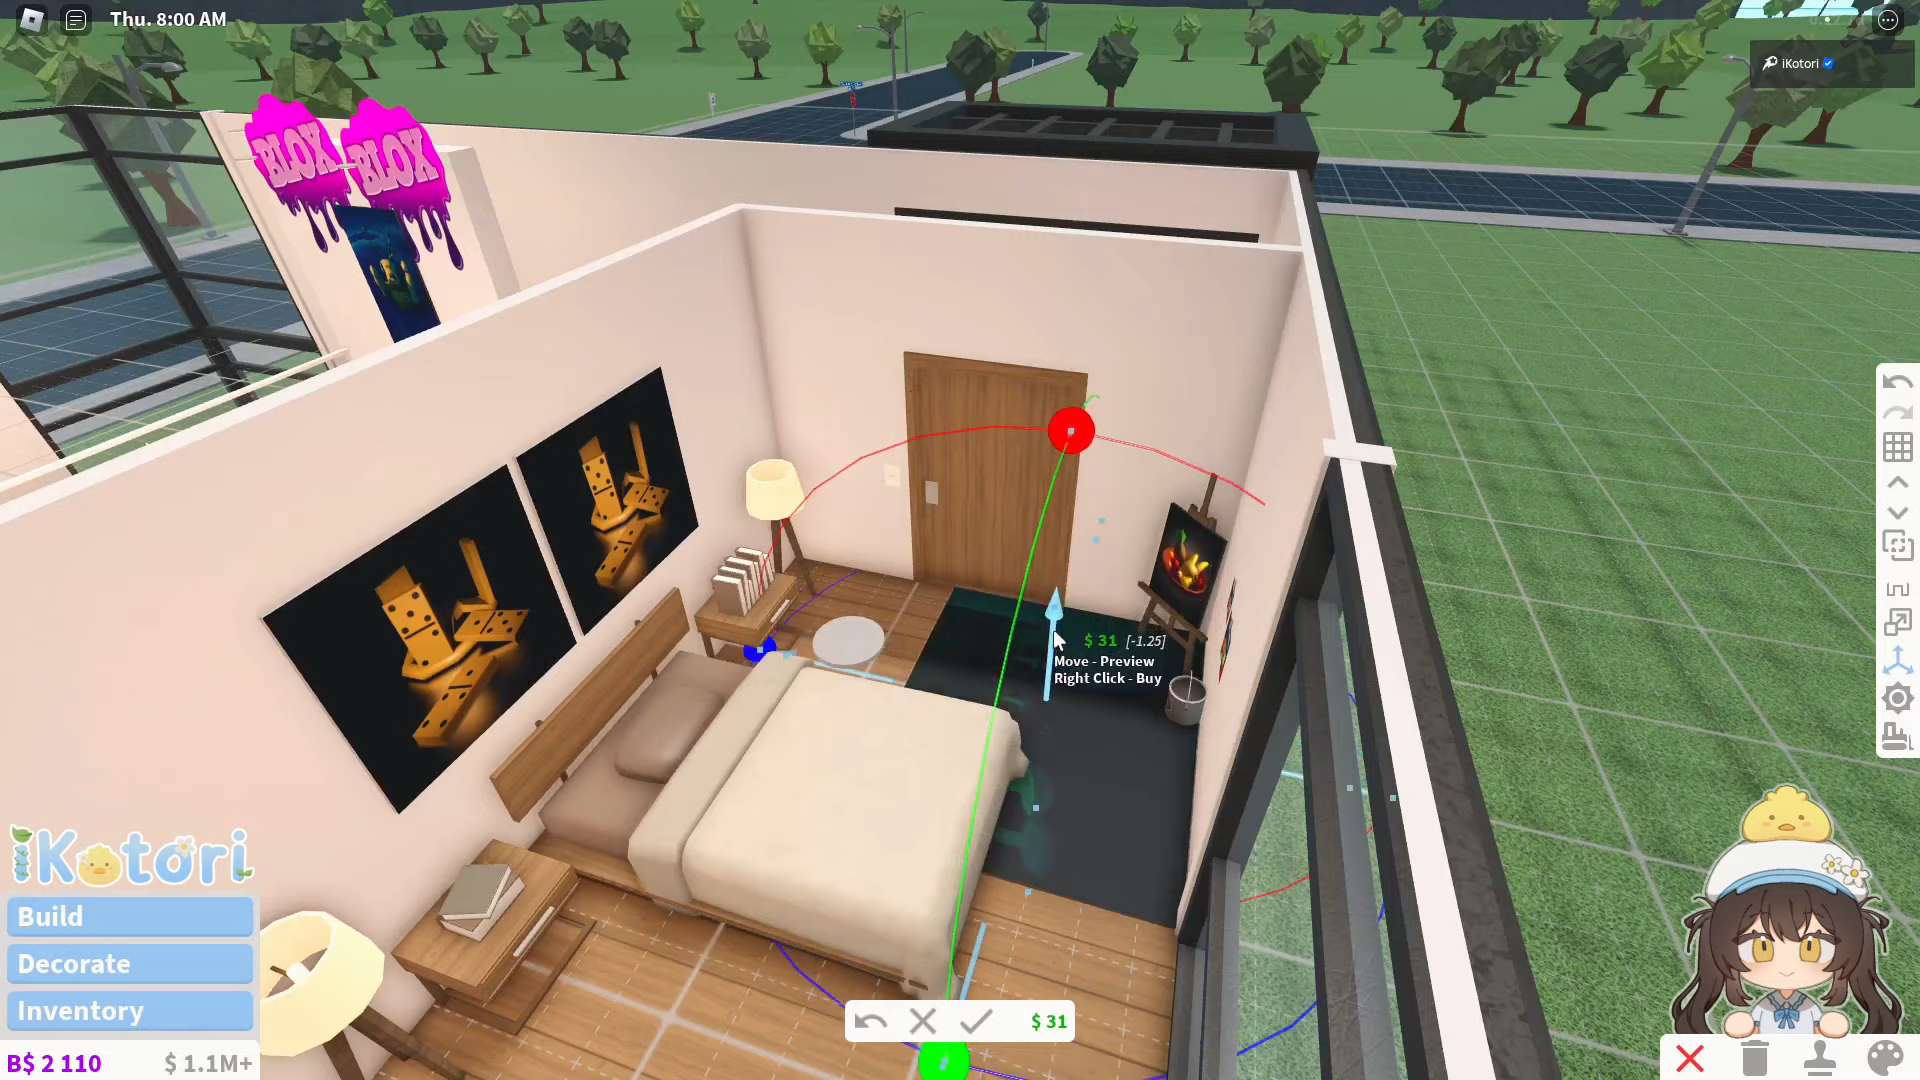 Thu. 8:00 AM
iKotori
BLOX
BLOX
$ 31 [-1.25]
Move - Preview
Right Click - Buy
iKotori
Build
Decorate
Inventory
B$ 2 110
$ 1.1M+
$ 31